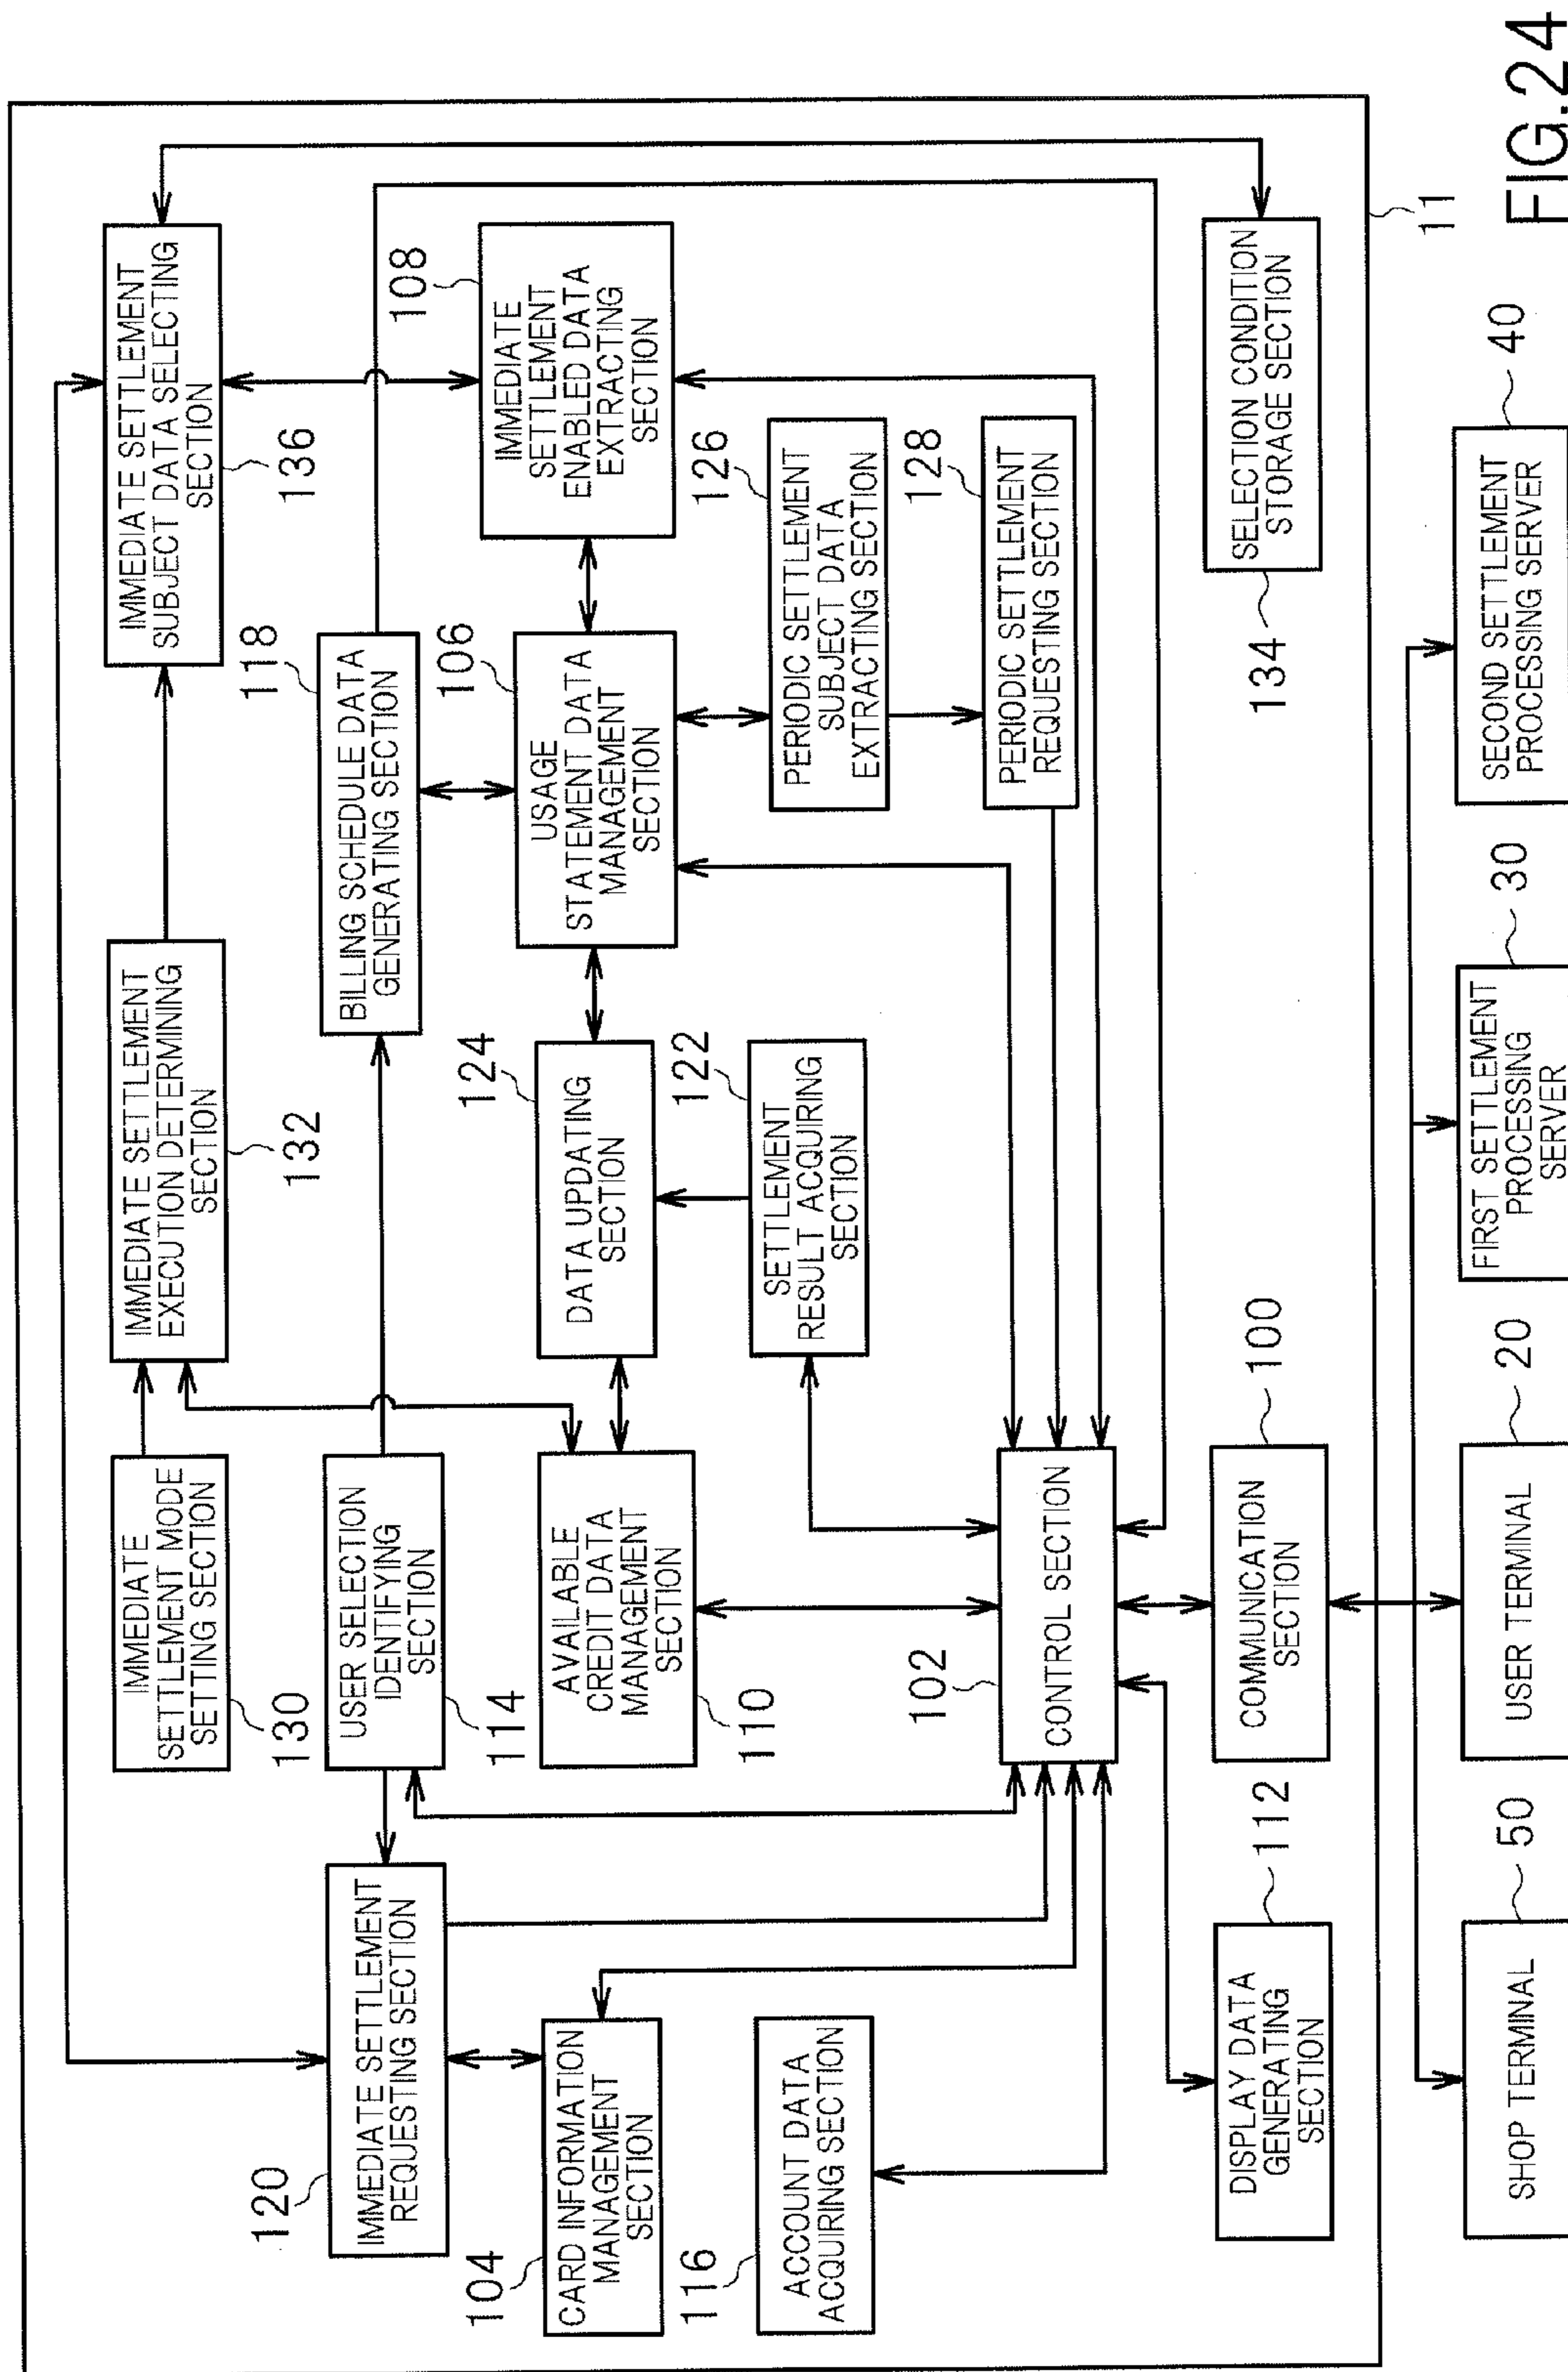 120
IMMEDIATE SETTLEMENT
REQUESTING SECTION
IMMEDIATE
SETTLEMENT MODE
SETTING SECTION
130
IMMEDIATE SETTLEMENT
EXECUTION DETERMINING
SECTION
132
IMMEDIATE SETTLEMENT
SUBJECT DATA SELECTING
SECTION
136
USER SELECTION
IDENTIFYING
SECTION
114
BILLING SCHEDULE DATA
GENERATING SECTION
118
104
CARD INFORMATION
MANAGEMENT
SECTION
AVAILABLE
CREDIT DATA
MANAGEMENT
SECTION
110
DATA UPDATING
SECTION
124
USAGE
STATEMENT DATA
MANAGEMENT
SECTION
106
IMMEDIATE
SETTLEMENT
ENABLED DATA
EXTRACTING
SECTION
108
116
ACCOUNT DATA
ACQUIRING SECTION
SETTLEMENT
RESULT ACQUIRING
SECTION
122
PERIODIC SETTLEMENT
SUBJECT DATA
EXTRACTING SECTION
126
PERIODIC SETTLEMENT
REQUESTING SECTION
128
102
CONTROL SECTION
DISPLAY DATA
GENERATING
SECTION
112
COMMUNICATION
SECTION
100
SELECTION CONDITION
STORAGE SECTION
134
11
SHOP TERMINAL
50
USER TERMINAL
20
FIRST SETTLEMENT
PROCESSING
SERVER
30
SECOND SETTLEMENT
PROCESSING SERVER
40
FIG.24